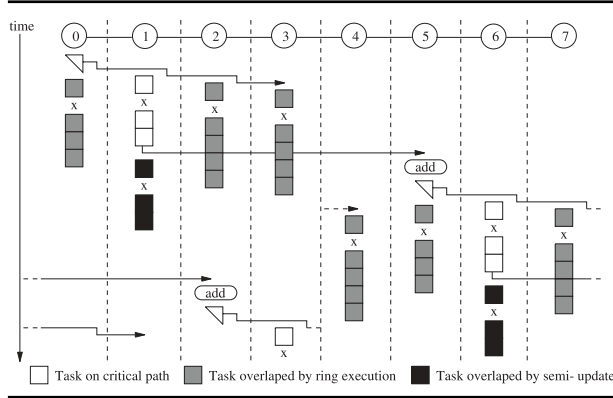 time
0 1 2 3 4 5 6 7
x
x x
x
x
add
x
x x
x
x
add
x
x
Task on critical path Task overlaped by ring execution Task overlaped by semi- update